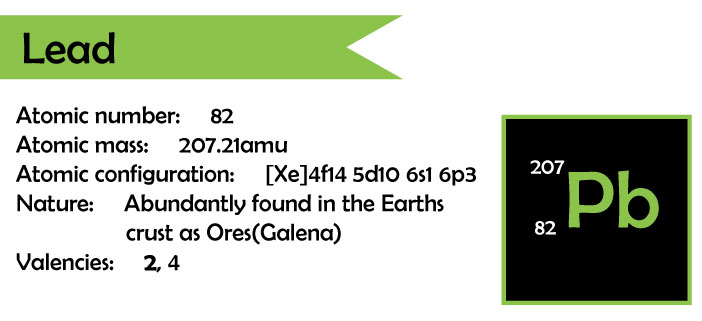 Lead
Atomic number: 82
Atomic mass: 207.21amu
Atomic configuration: [Xe]4f14 5d10 6s1 6p3
Nature: Abundantly found in the Earths
crust as Ores(Galena)
Valencies: 2, 4
207
Pb
82